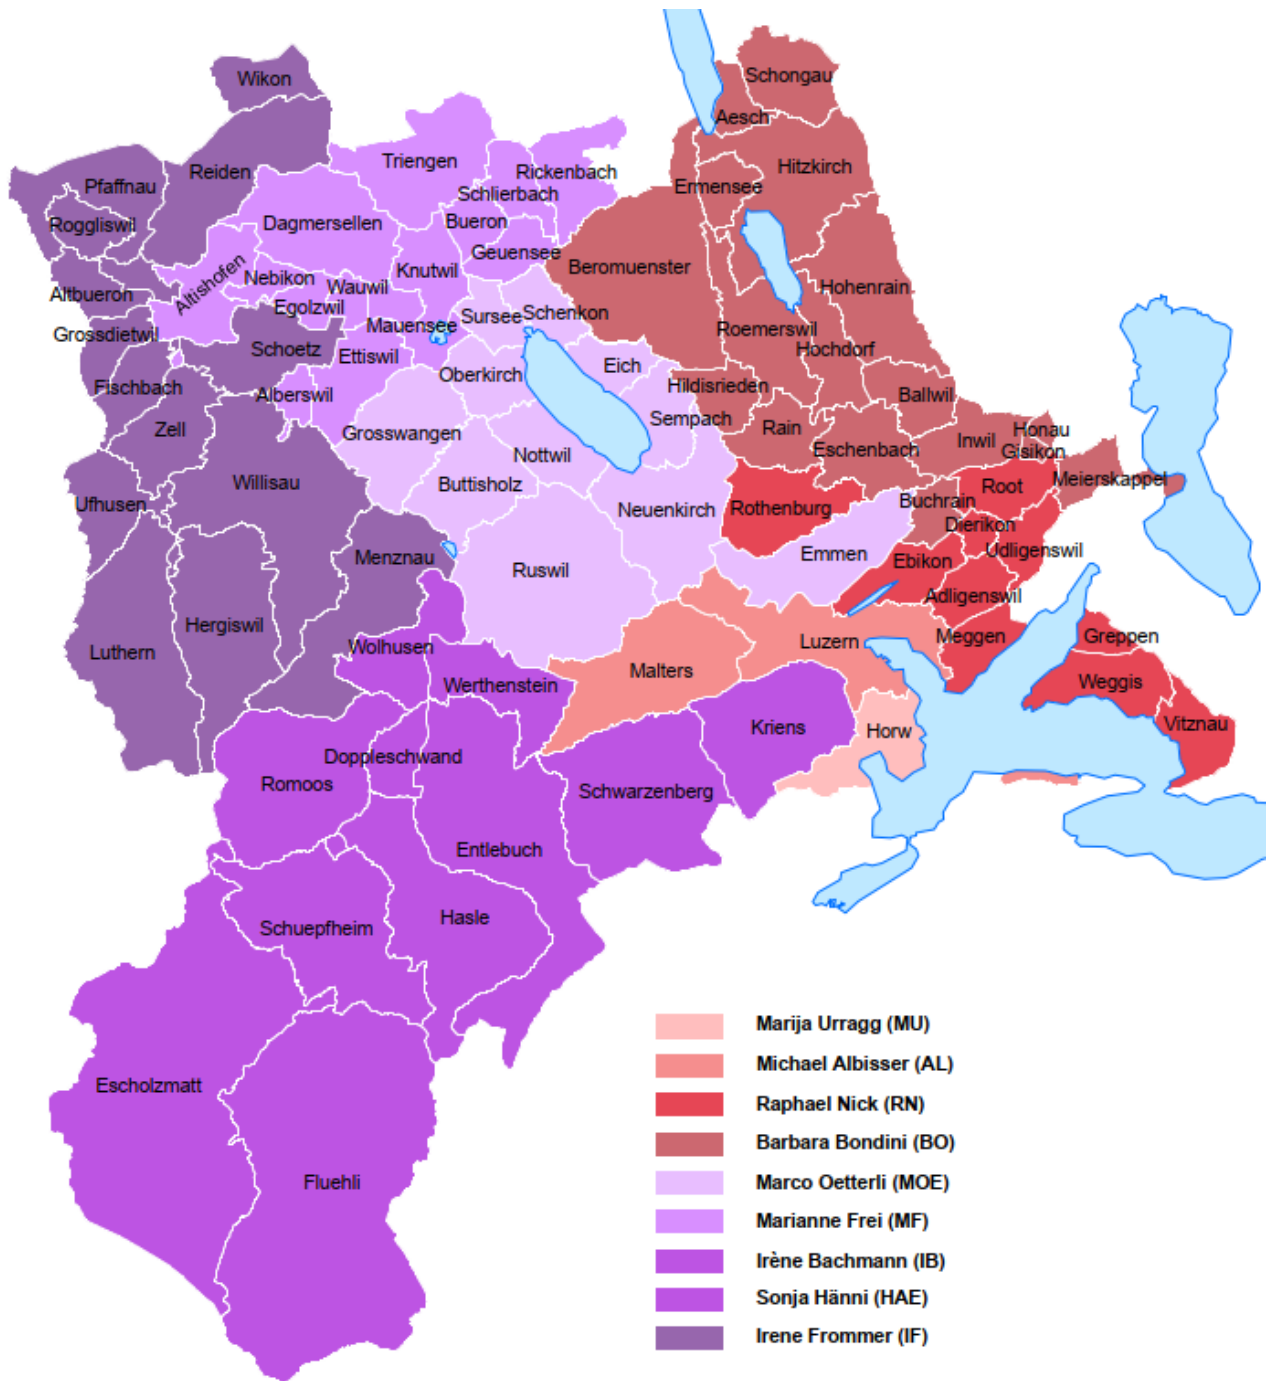 Wikon
Schongau
Aesch
Triengen
Rickenbach
Hitzkirch
Reiden
Pfaffnau
Schlierbach
Ermensee
Roggliswil
Dagmersellen
Bueron
Geuensee
Altishofen
Nebikon
Knutwil
Beromuenster
Altbueron
Wauwil
Hohenrain
Egolzwil
Grossdietwil
Mauensee
Sursee
Schenkon
Roemerswil
Schoetz
Ettiswil
Hochdorf
Oberkirch
Eich
Fischbach
Alberswil
Hildisrieden
Ballwil
Zell
Grosswangen
Sempach
Rain
Honau
Inwil
Eschenbach
Gisikon
Nottwil
Willisau
Buttisholz
Root
Meierskappel
Ufhusen
Neuenkirch
Rothenburg
Buchrain
Dierikon
Menznau
Emmen
Udligenswil
Ebikon
Ruswil
Adligenswil
Hergiswil
Luthern
Wolhusen
Luzern
Meggen
Greppen
Malters
Werthenstein
Weggis
Kriens
Horw
Vitznau
Doppleschwand
Romoos
Schwarzenberg
Entlebuch
Hasle
Schuepfheim
Escholzmatt
Fluehli
Marija Urragg (MU)
Michael Albisser (AL)
Raphael Nick (RN)
Barbara Bondini (BO)
Marco Oetterli (MOE)
Marianne Frei (MF)
Irène Bachmann (IB)
Sonja Hänni (HAE)
Irene Frommer (IF)